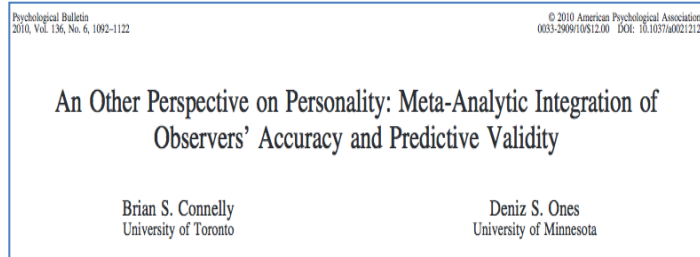 Psychological Bulletin
2010, Vol. 136, No. 6, 1092–1122
© 2010 American Psychological Association
0033-2909/10/$12.00 DOI: 10.1037/a0021212
An Other Perspective on Personality: Meta-Analytic Integration of
Observers’ Accuracy and Predictive Validity
Brian S. Connelly
University of Toronto
Deniz S. Ones
University of Minnesota